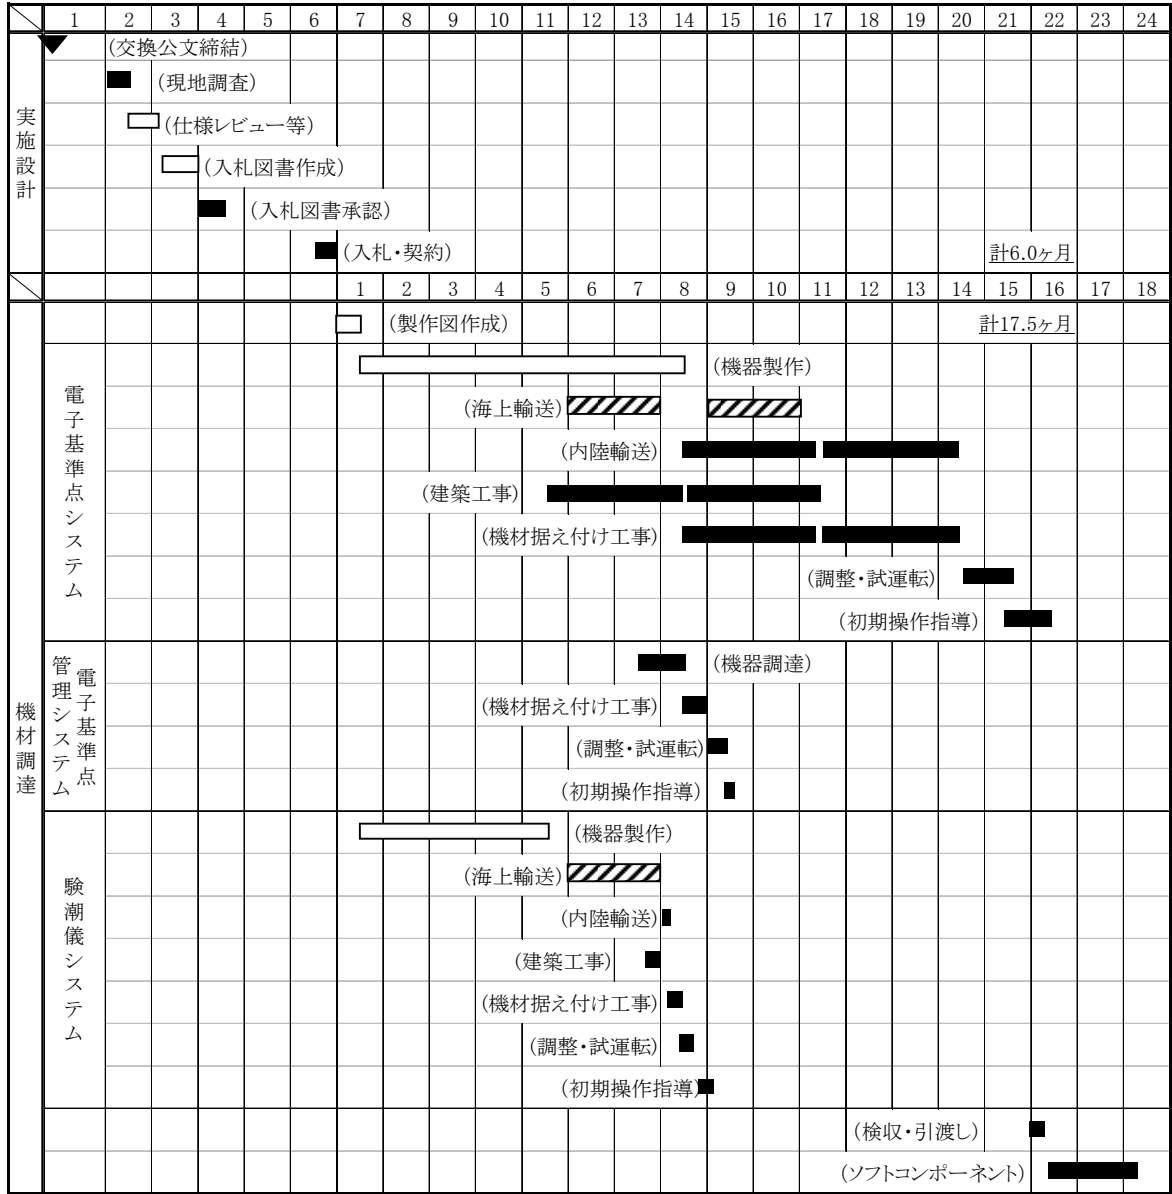 1 2 3 4 5 6 7 8 9 10 11 12 13 14 15 16 17 18 19 20 21 22 23 24
実施設計
(交換公文締結)
(現地調査)
(仕様レビュー等)
(入札図書作成)
(入札図書承認)
(入札・契約)
計6.0ヶ月
1 2 3 4 5 6 7 8 9 10 11 12 13 14 15 16 17 18
機材調達
(製作図作成)
計17.5ヶ月
電子基準点システム
(機器製作)
(海上輸送)
(内陸輸送)
(建築工事)
(機材据え付け工事)
(調整・試運転)
(初期操作指導)
電子基準点
管理システム
(機器調達)
(機材据え付け工事)
(調整・試運転)
(初期操作指導)
験潮儀システム
(機器製作)
(海上輸送)
(内陸輸送)
(建築工事)
(機材据え付け工事)
(調整・試運転)
(初期操作指導)
(検収・引渡し)
(ソフトコンポーネント)